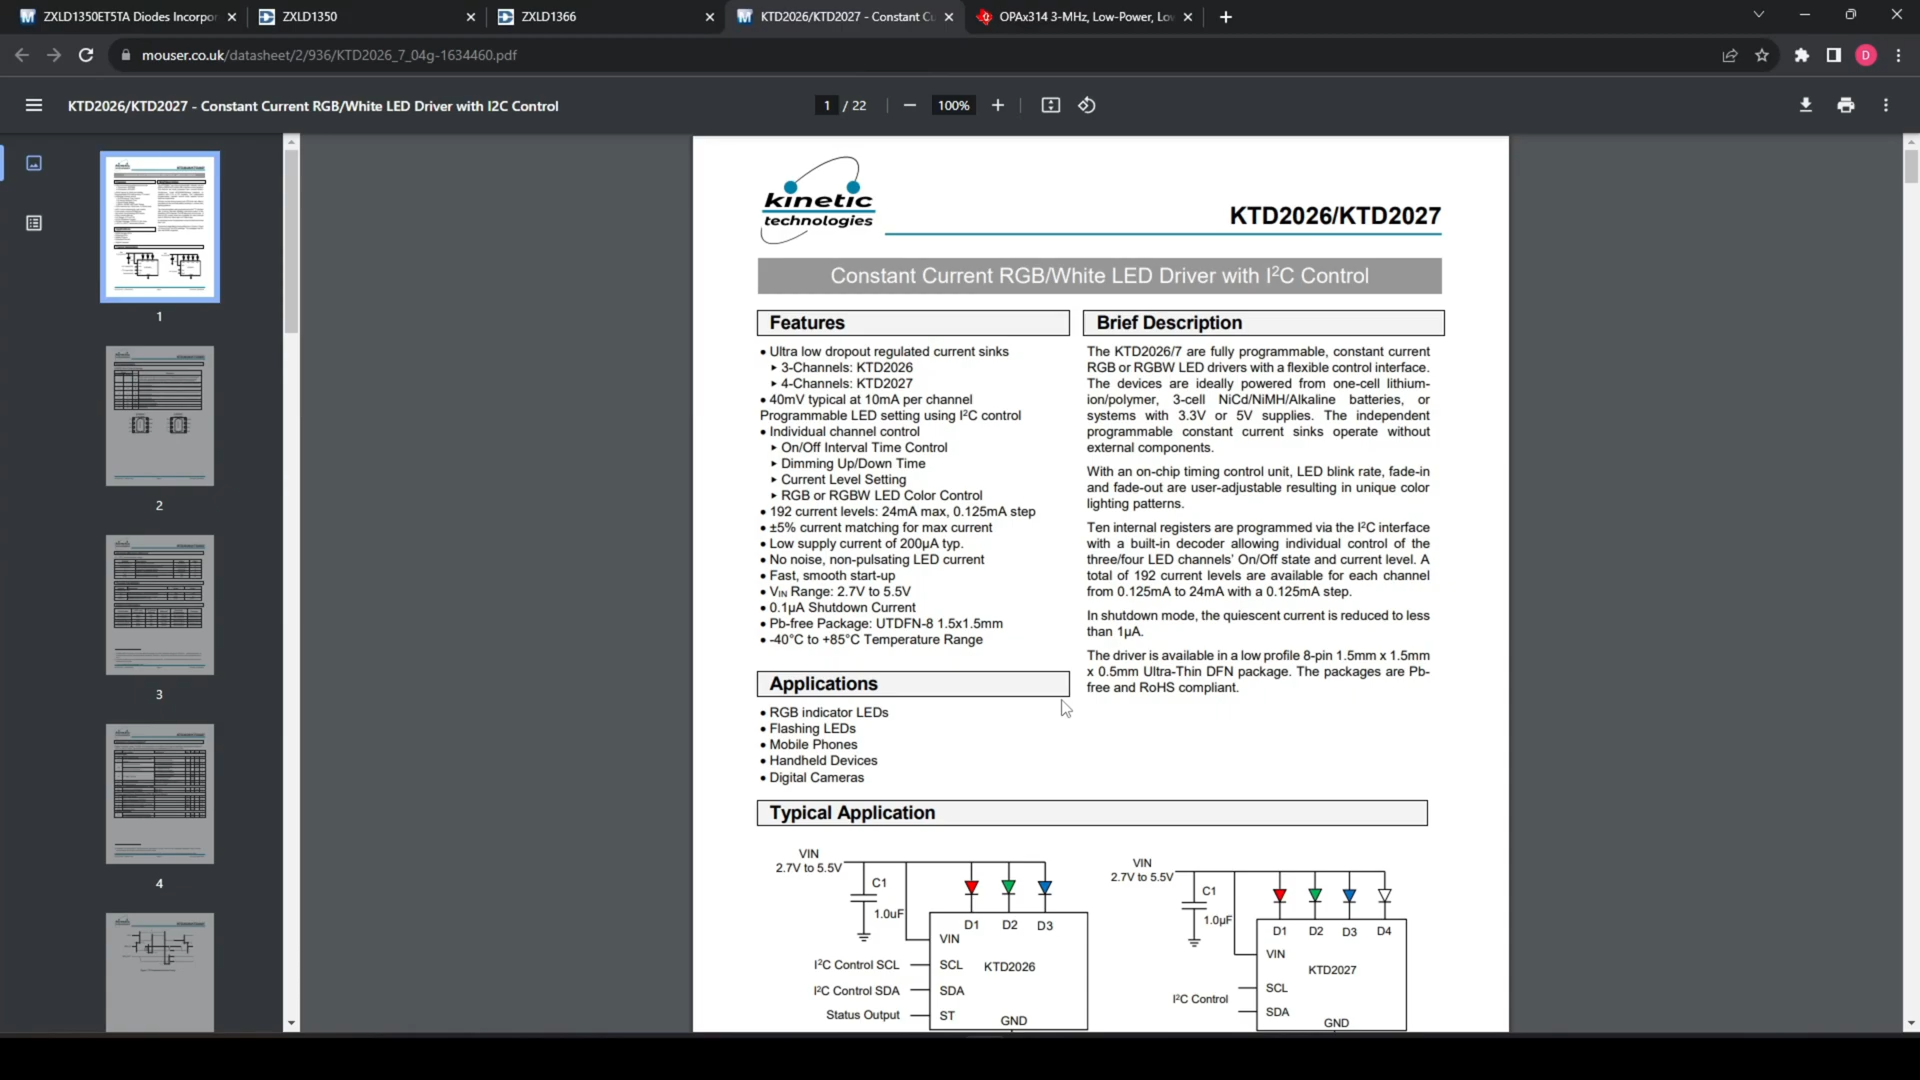 ZXLD1350ET5TA Diodes Incorpor
ZXLD1350
ZXLD1366
KTD2026/KTD2027 - Constant Cu
OPAx314 3-MHz, Low-Power, Lo
mouser.co.uk/datasheet/2/936/KTD2026_7_04g-1634460.pdf
D
KTD2026/KTD2027 - Constant Current RGB/White LED Driver with I2C Control
1 / 22
100%
1
2
3
4
kinetic
technologies
KTD2026/KTD2027
Constant Current RGB/White LED Driver with I²C Control
Features
• Ultra low dropout regulated current sinks
‣ 3-Channels: KTD2026
‣ 4-Channels: KTD2027
• 40mV typical at 10mA per channel
Programmable LED setting using I²C control
• Individual channel control
‣ On/Off Interval Time Control
‣ Dimming Up/Down Time
‣ Current Level Setting
‣ RGB or RGBW LED Color Control
• 192 current levels: 24mA max, 0.125mA step
• ±5% current matching for max current
• Low supply current of 200µA typ.
• No noise, non-pulsating LED current
• Fast, smooth start-up
• VIN Range: 2.7V to 5.5V
• 0.1µA Shutdown Current
• Pb-free Package: UTDFN-8 1.5x1.5mm
• -40°C to +85°C Temperature Range
Brief Description
The KTD2026/7 are fully programmable, constant current
RGB or RGBW LED drivers with a flexible control interface.
The devices are ideally powered from one-cell lithium-
ion/polymer, 3-cell NiCd/NiMH/Alkaline batteries, or
systems with 3.3V or 5V supplies. The independent
programmable constant current sinks operate without
external components.
With an on-chip timing control unit, LED blink rate, fade-in
and fade-out are user-adjustable resulting in unique color
lighting patterns.
Ten internal registers are programmed via the I²C interface
with a built-in decoder allowing individual control of the
three/four LED channels' On/Off state and current level. A
total of 192 current levels are available for each channel
from 0.125mA to 24mA with a 0.125mA step.
In shutdown mode, the quiescent current is reduced to less
than 1µA.
The driver is available in a low profile 8-pin 1.5mm x 1.5mm
x 0.5mm Ultra-Thin DFN package. The packages are Pb-
free and RoHS compliant.
Applications
• RGB indicator LEDs
• Flashing LEDs
• Mobile Phones
• Handheld Devices
• Digital Cameras
Typical Application
VIN
2.7V to 5.5V
C1
1.0uF
D1 D2 D3
VIN
I²C Control SCL
SCL
KTD2026
I²C Control SDA
SDA
Status Output
ST
GND
VIN
2.7V to 5.5V
C1
1.0µF
D1 D2 D3 D4
VIN
KTD2027
SCL
I²C Control
SDA
GND